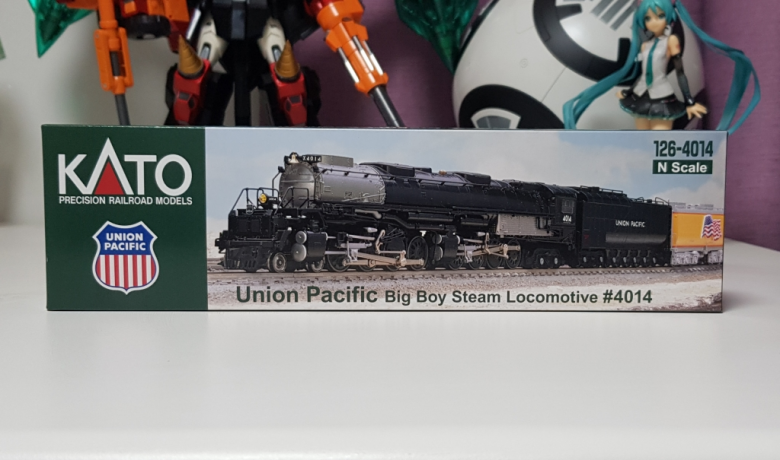 KATO
PRECISION RAILROAD MODELS
UNION
PACIFIC
126-4014
N Scale
4014
UNION PACIFIC
Union Pacific Big Boy Steam Locomotive #4014